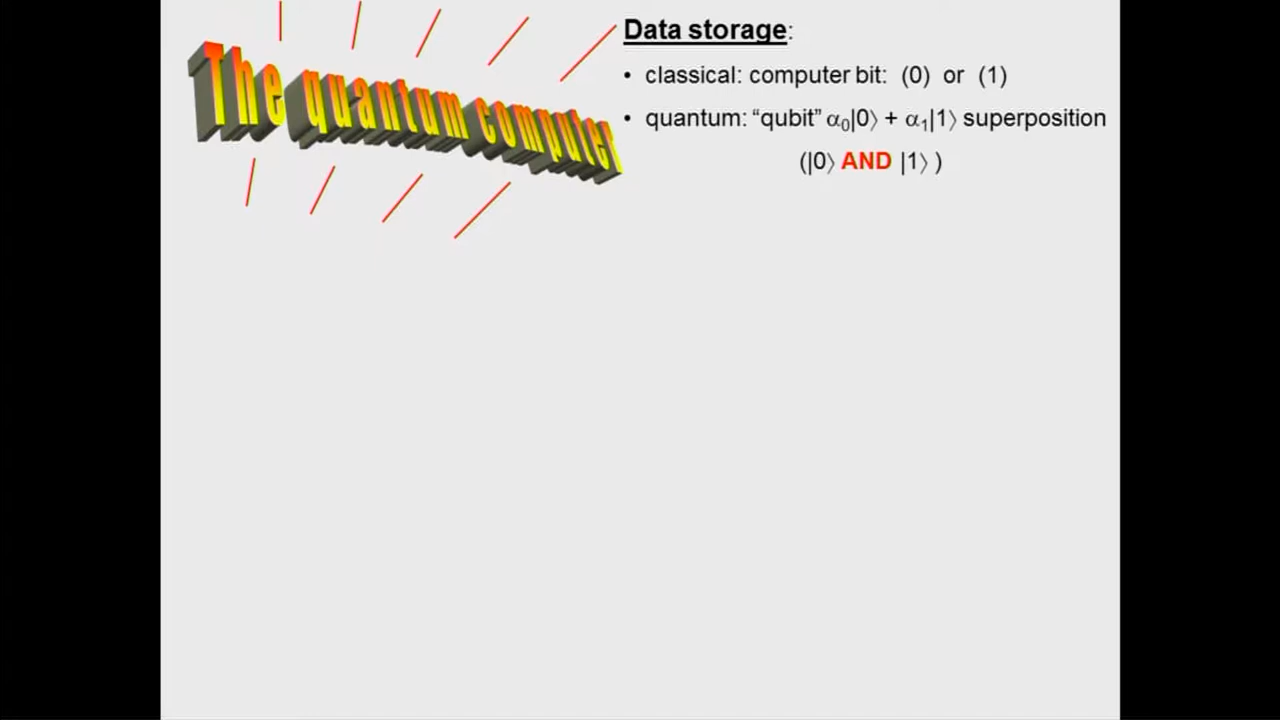 The quantum computer
Data storage:
• classical: computer bit: (0) or (1)
• quantum: “qubit” α₀|0⟩ + α₁|1⟩ superposition
(|0⟩ AND |1⟩ )